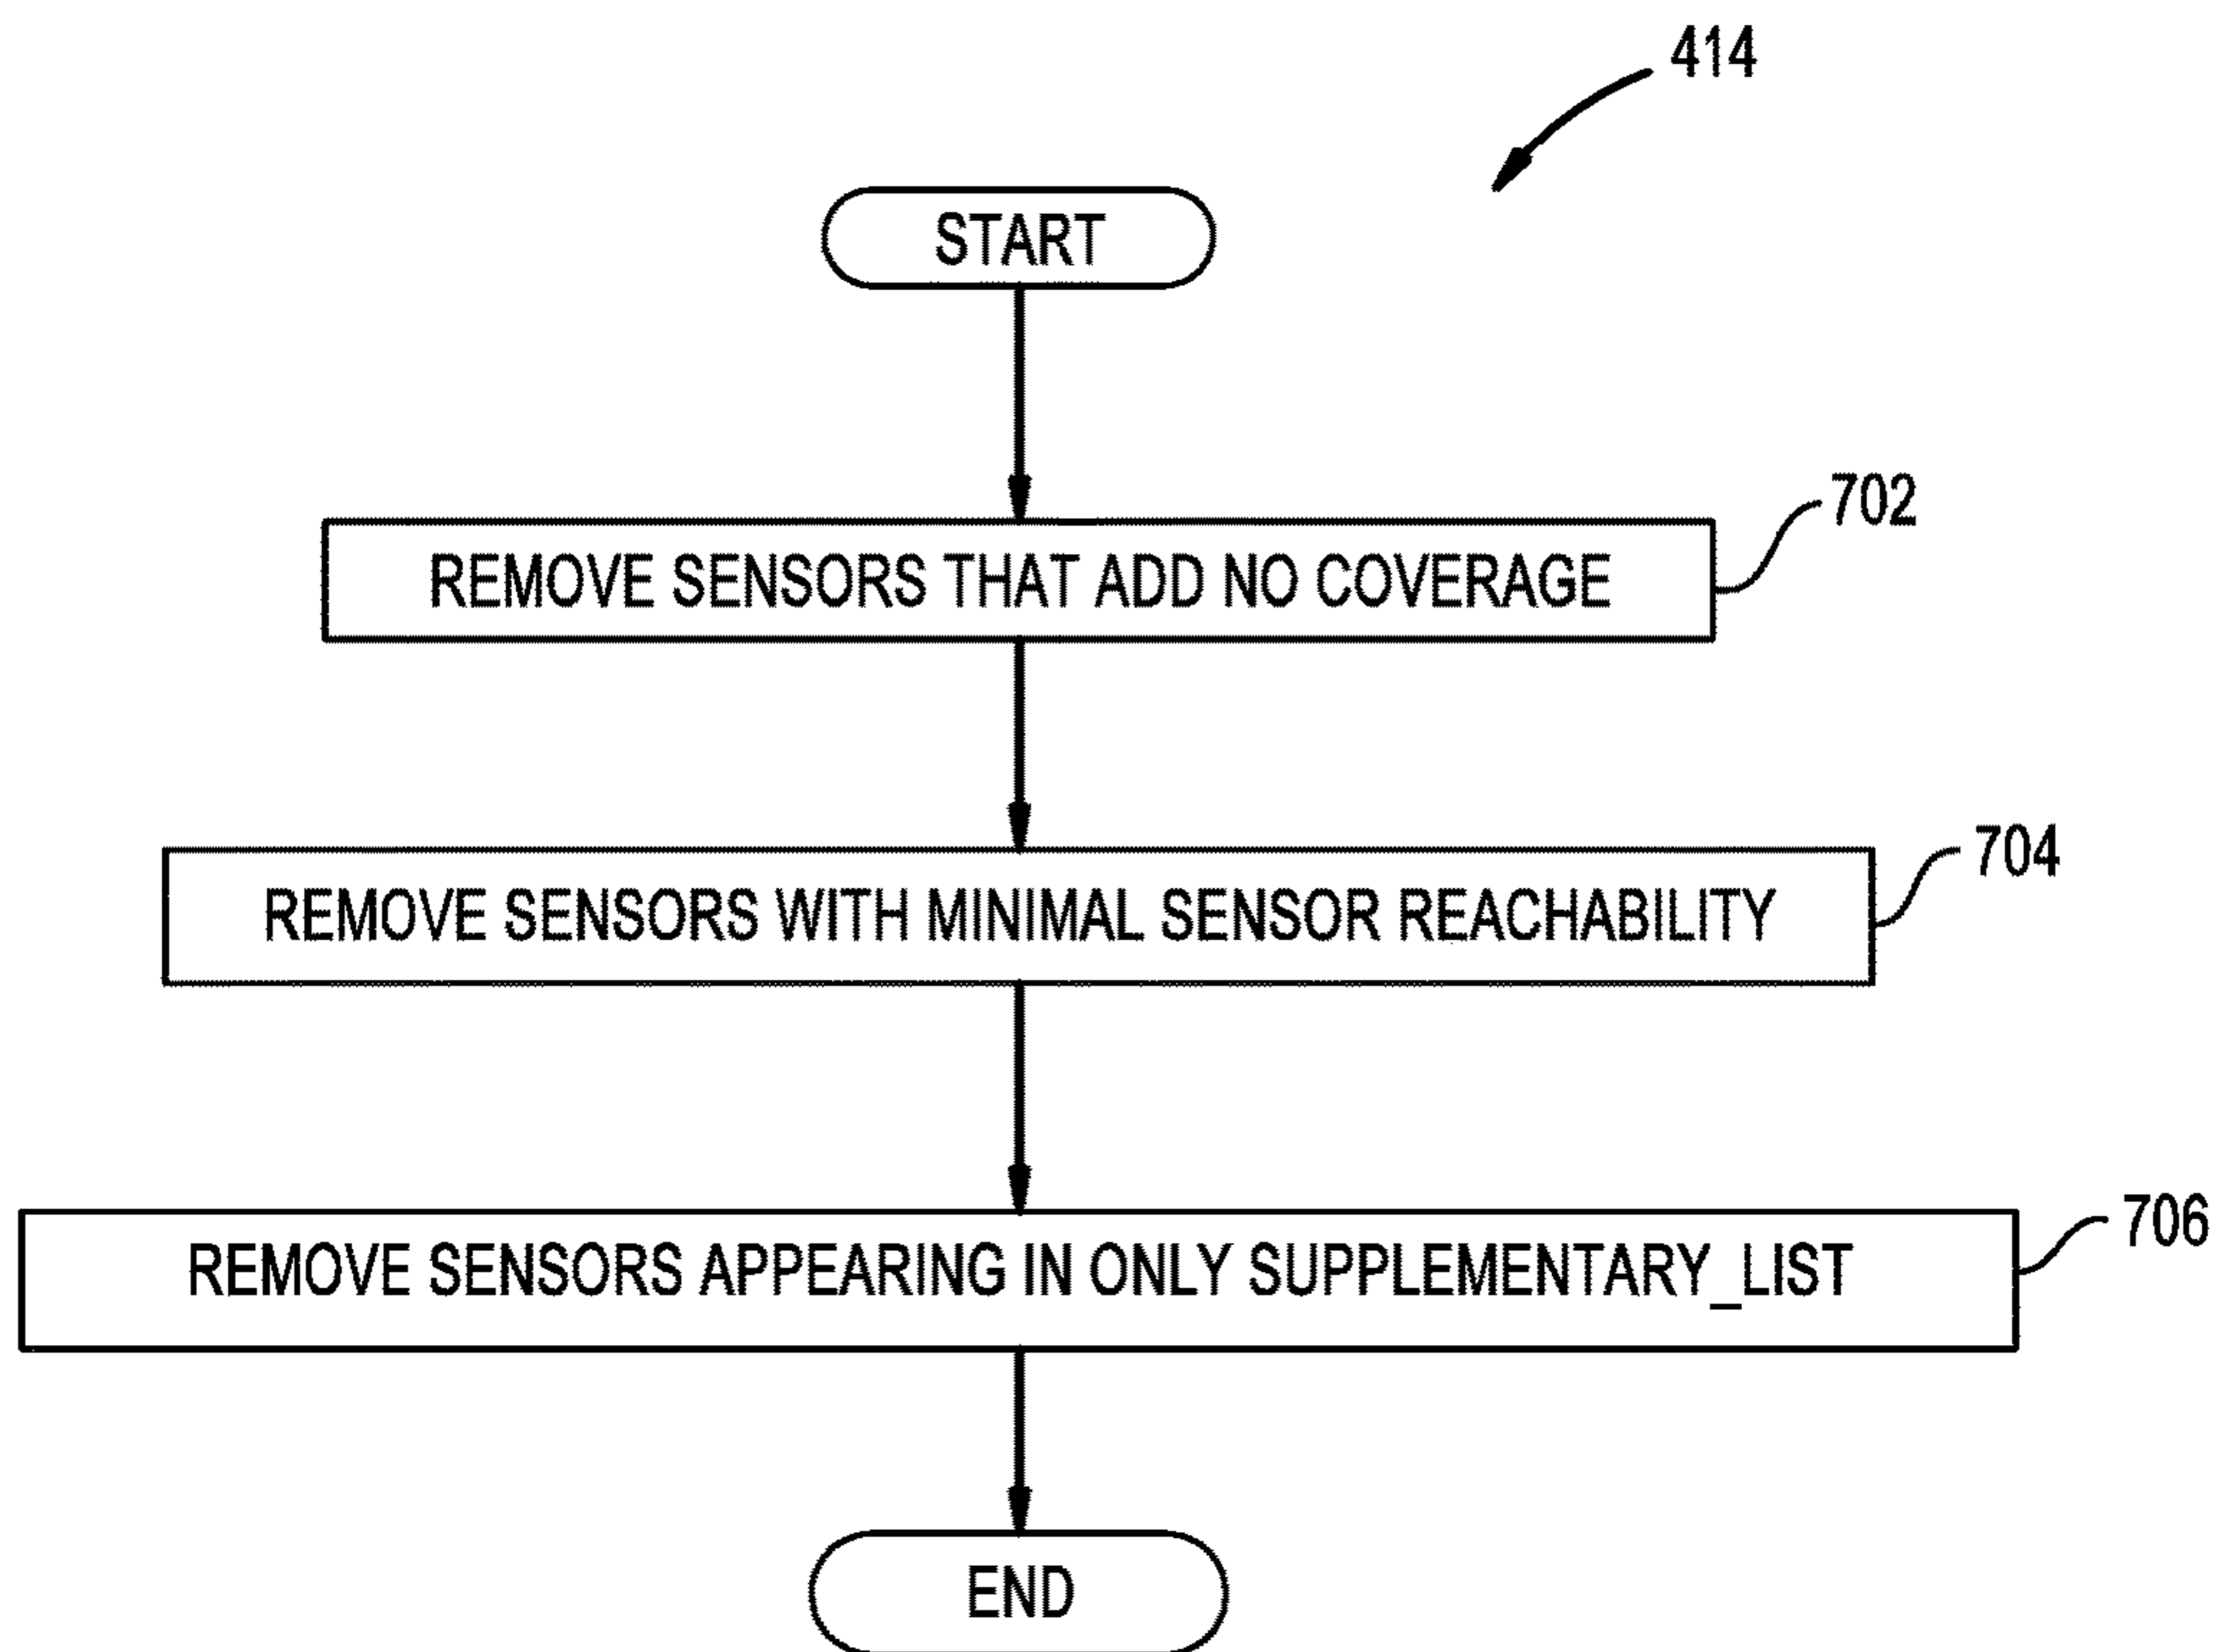 414
START
REMOVE SENSORS THAT ADD NO COVERAGE
702
REMOVE SENSORS WITH MINIMAL SENSOR REACHABILITY
704
REMOVE SENSORS APPEARING IN ONLY SUPPLEMENTARY_LIST
706
END